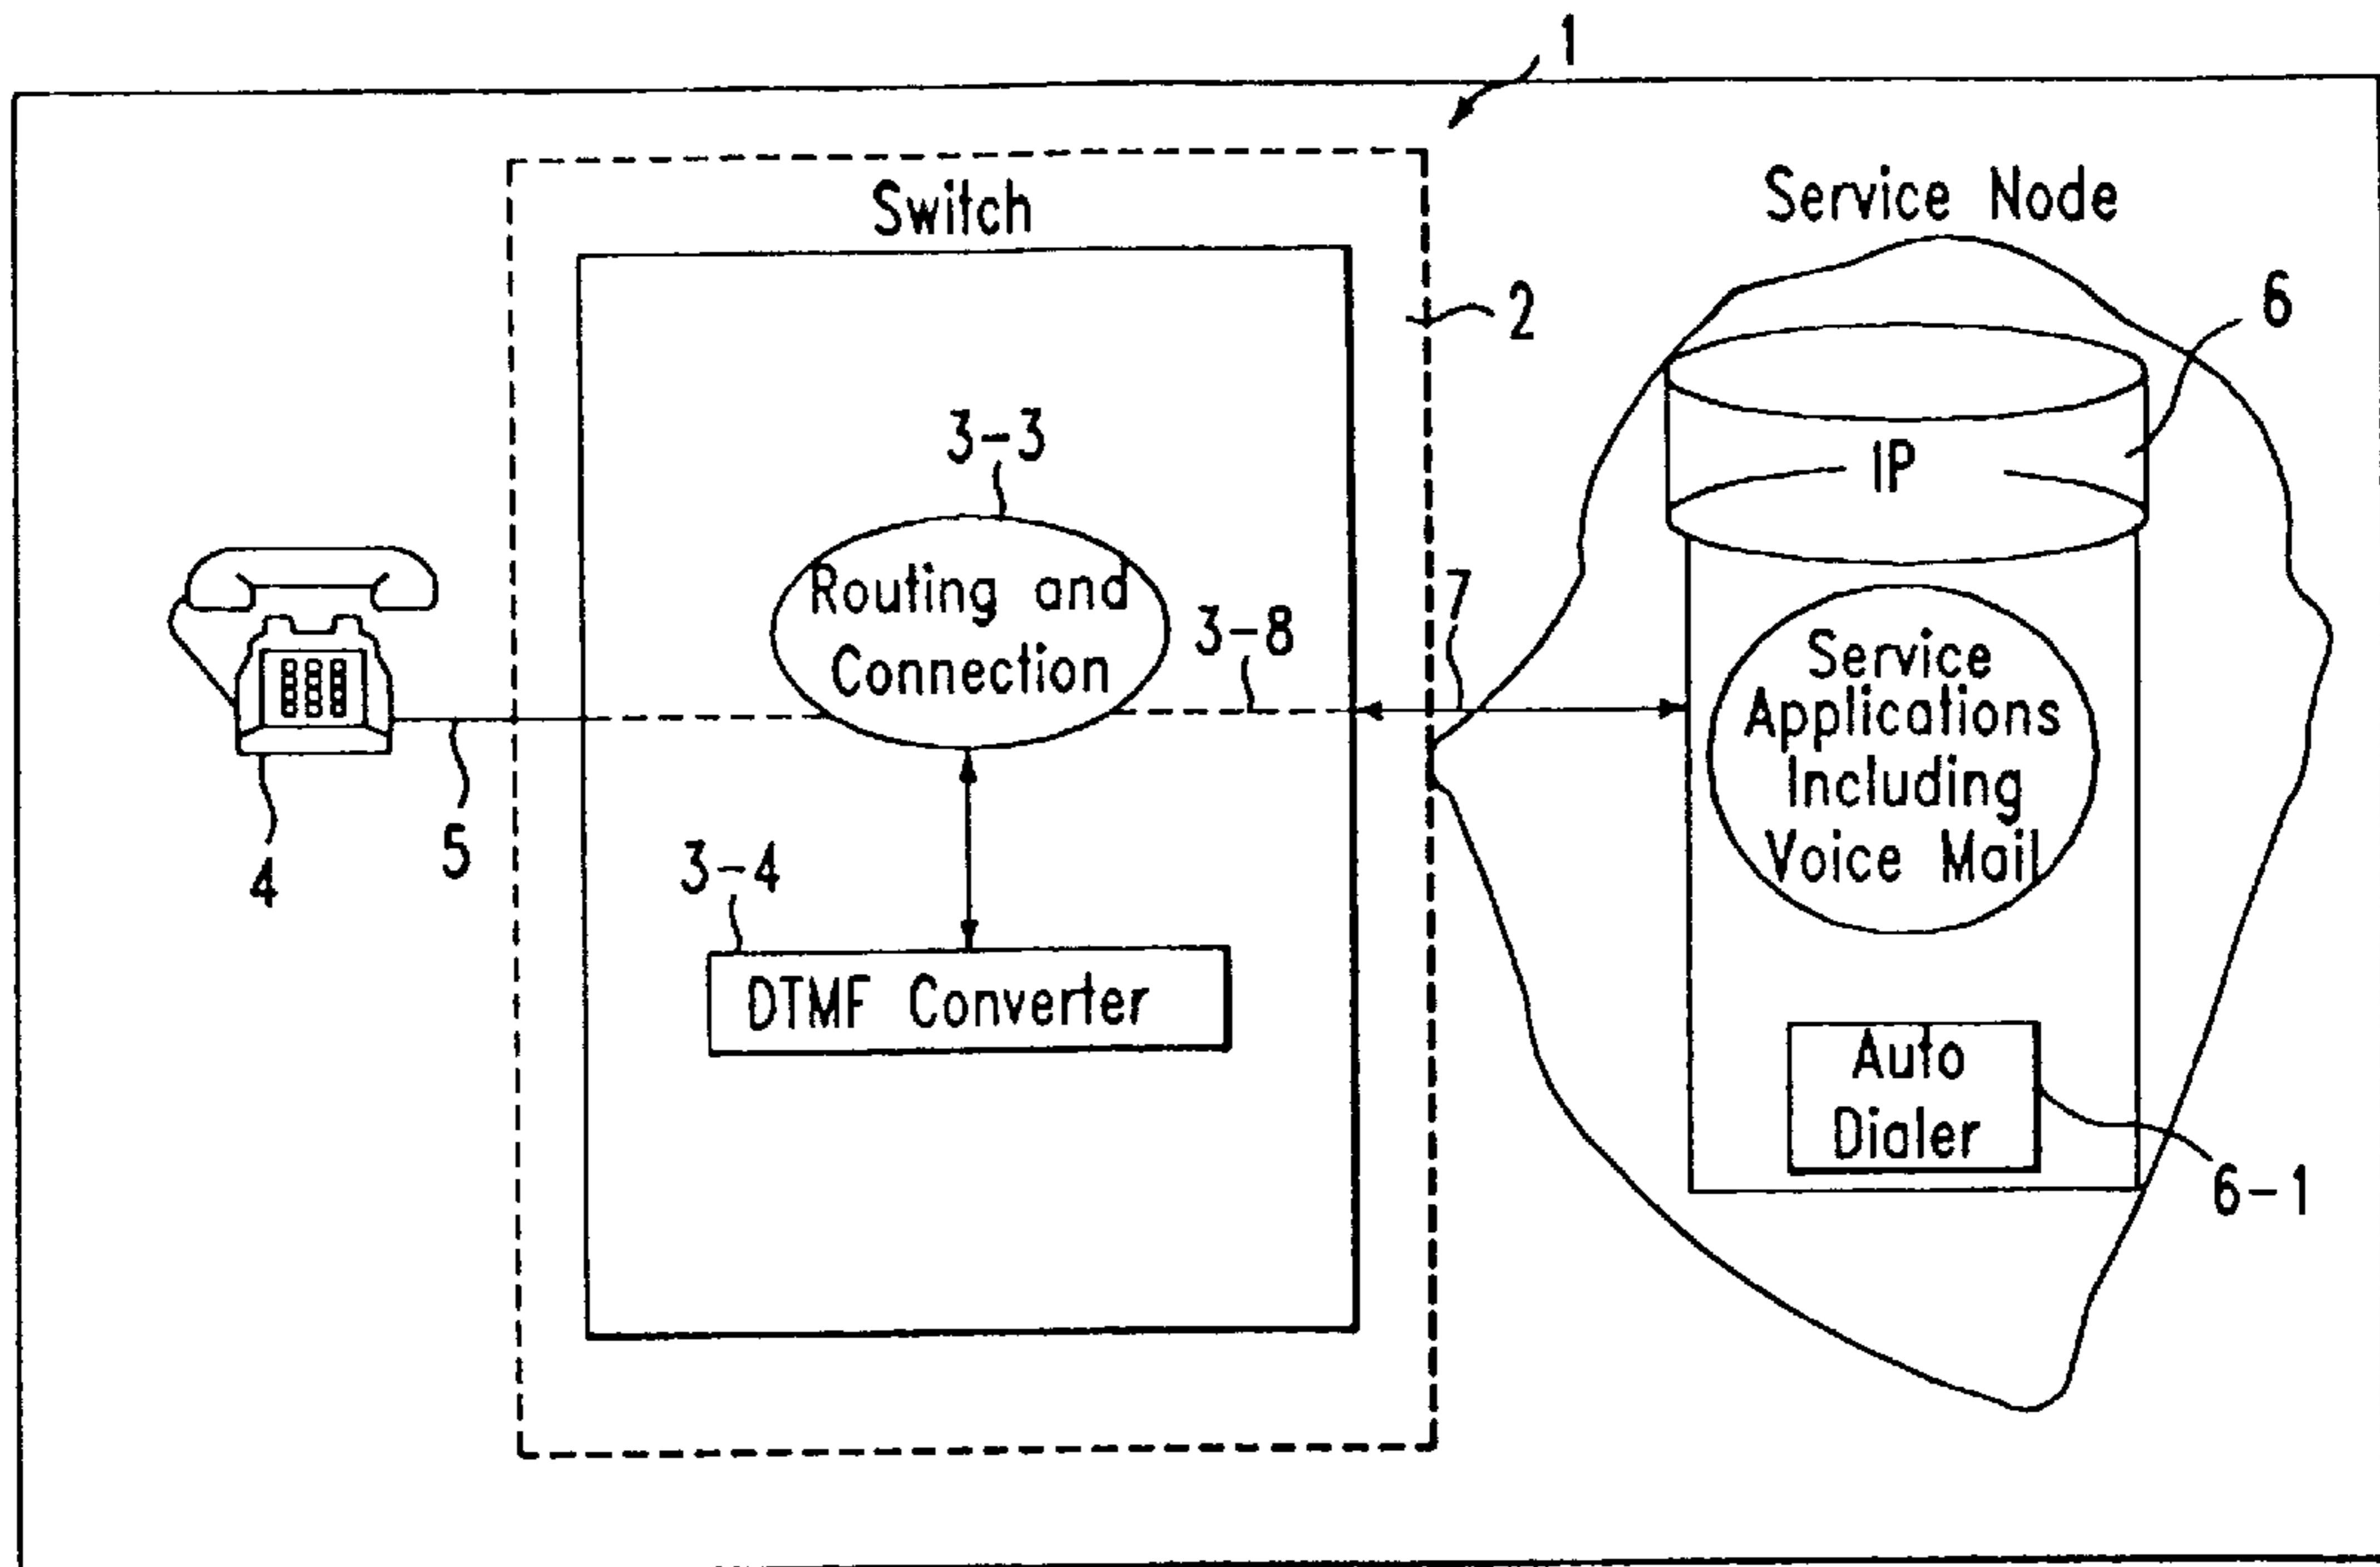 1
Switch
Service Node
2
6
IP
3-3
Routing and
Connection
3-8
7
Service
Applications
Including
Voice Mail
4
5
3-4
DTMF Converter
Auto
Dialer
6-1